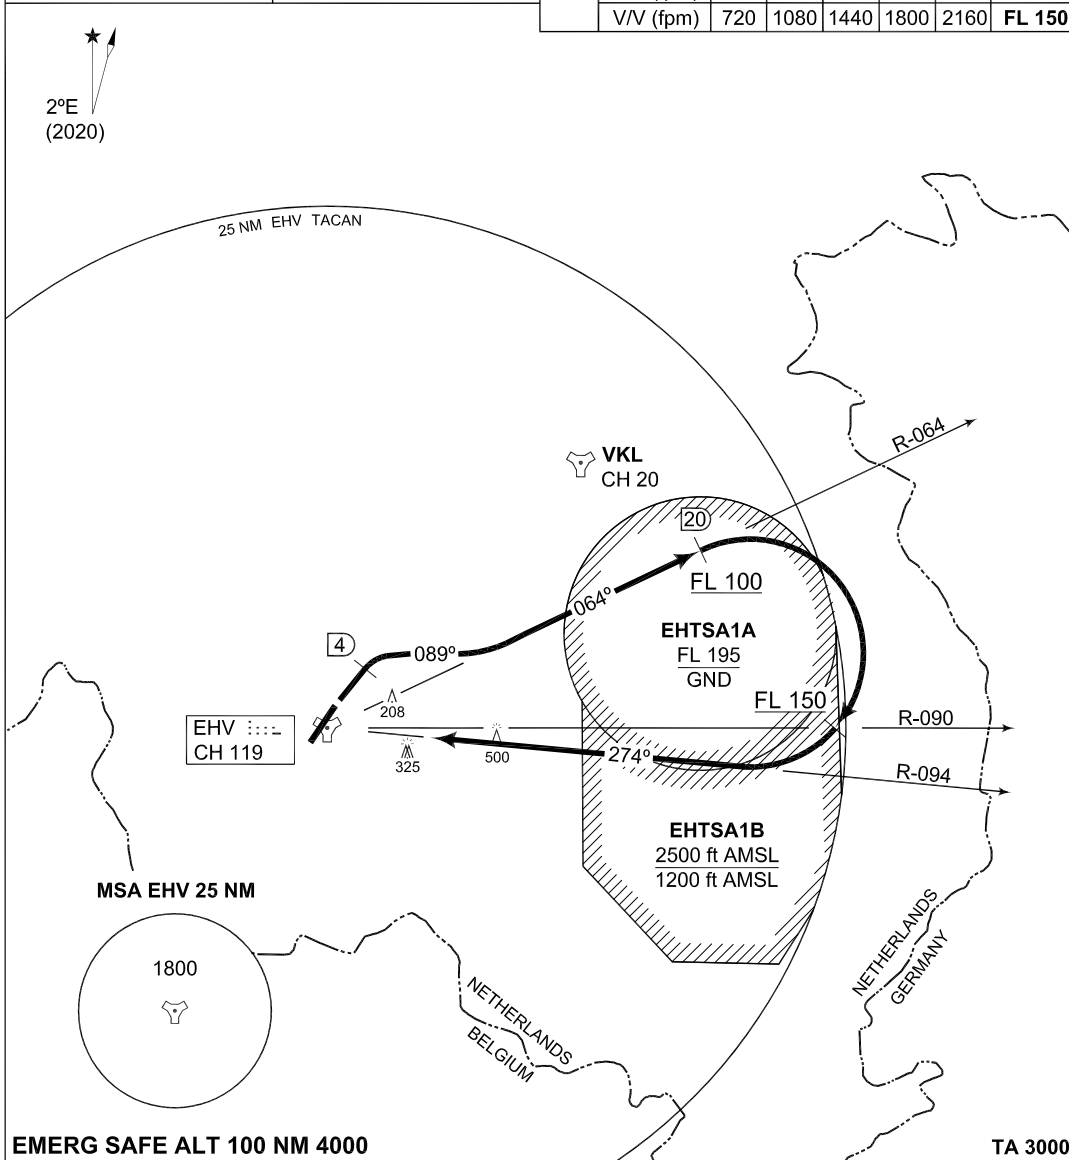 V/V (fpm) 720 1080 1440 1800 2160 FL 150
2ºE
(2020)
25 NM EHV TACAN
R-064
VKL
CH 20
20
FL 100
064º
EHTSA1A
FL 195
GND
4
089º
208
FL 150
EHV
CH 119
R-090
500
325
274º
R-094
EHTSA1B
2500 ft AMSL
1200 ft AMSL
MSA EHV 25 NM
1800
NETHERLANDS
GERMANY
NETHERLANDS
BELGIUM
EMERG SAFE ALT 100 NM 4000
TA 3000